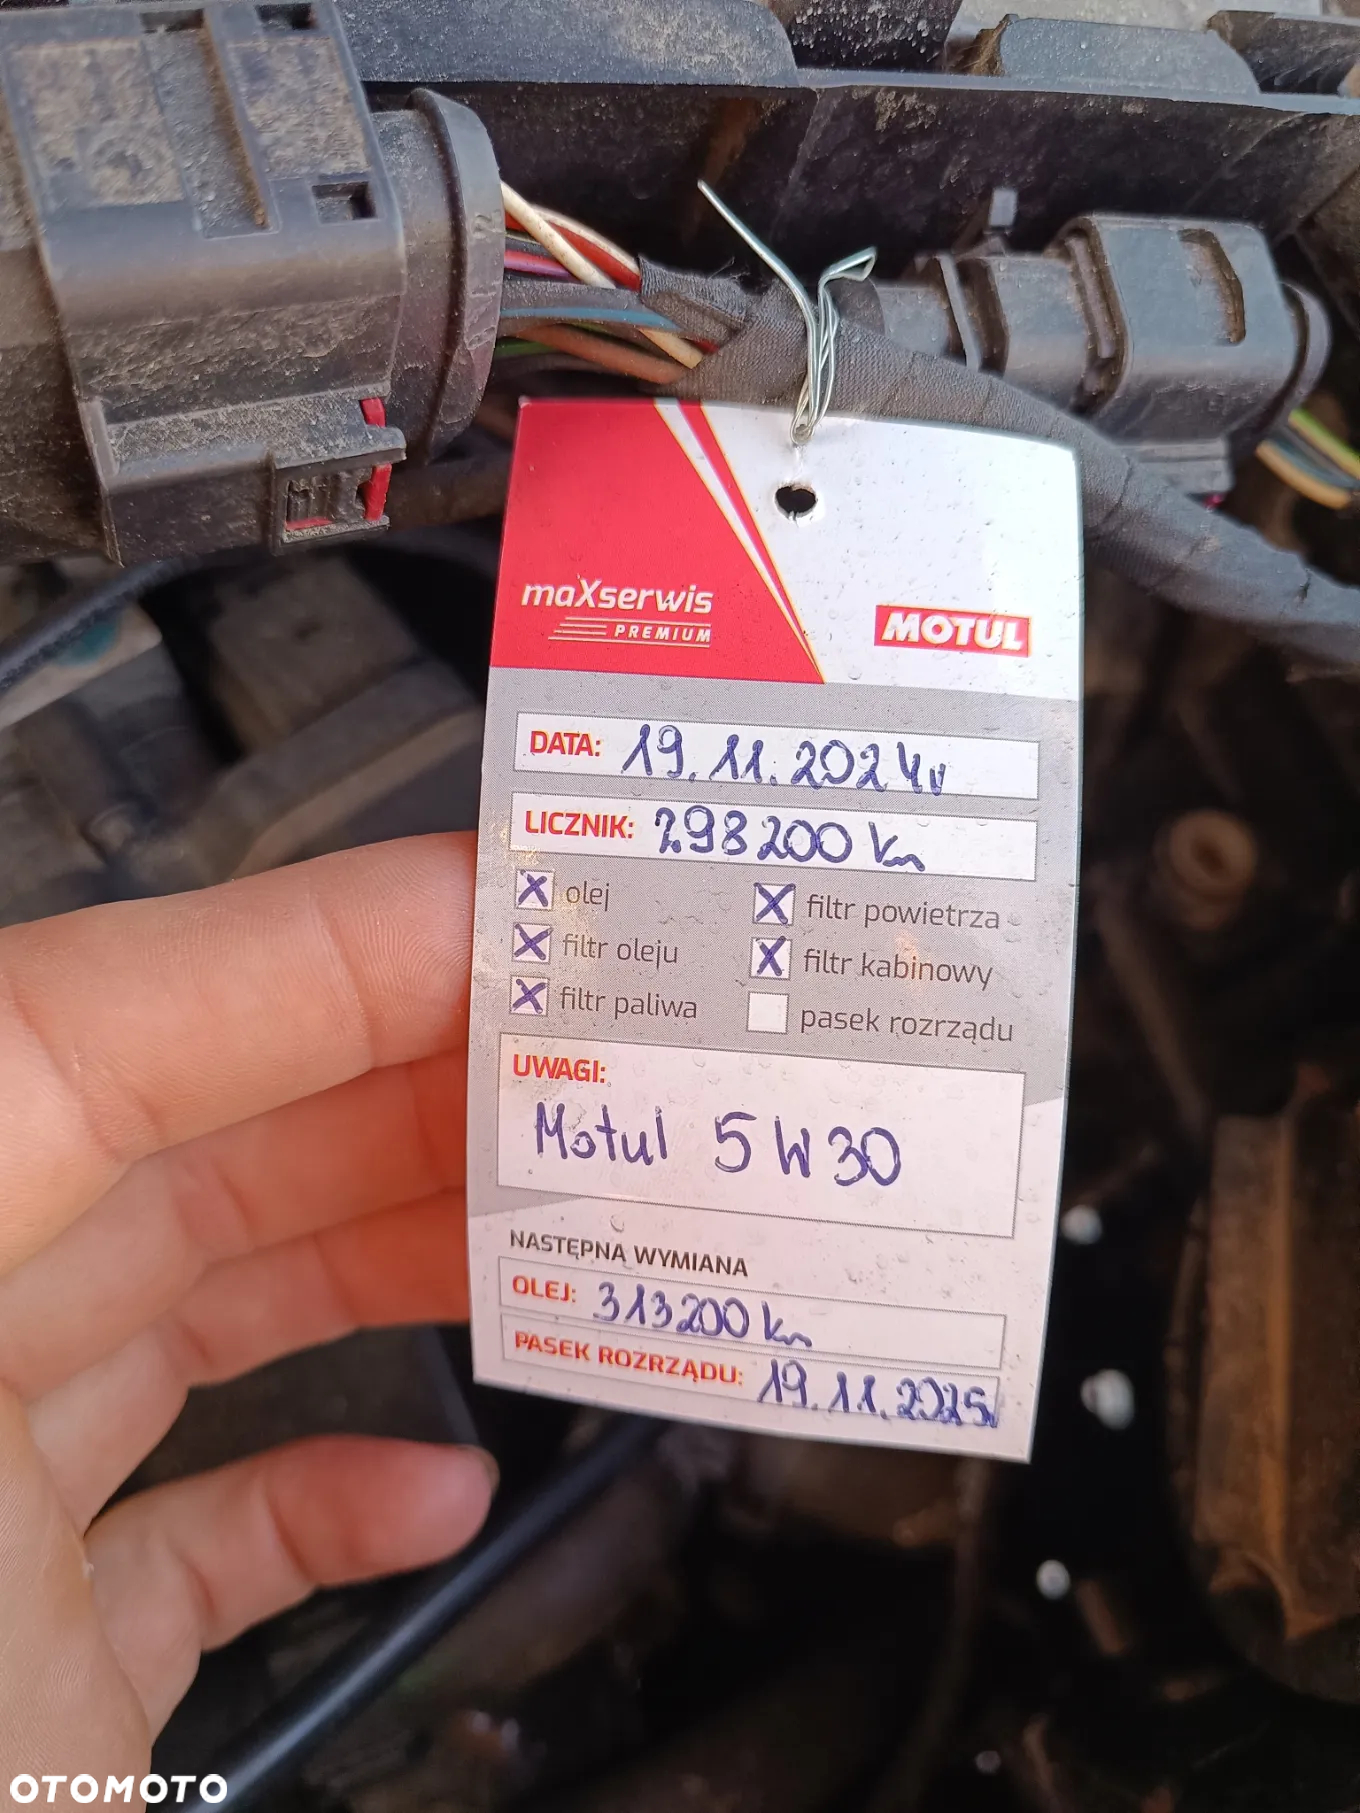 maXserwis
PREMIUM
MOTUL
DATA: 19.11.2024r
LICZNIK: 298200 km
X olej
X filtr powietrza
X filtr oleju
X filtr kabinowy
X filtr paliwa
pasek rozrządu
UWAGI:
Motul 5W30
NASTĘPNA WYMIANA
OLEJ: 313200 km
PASEK ROZRZĄDU: 19.11.2025r
OTOMOTO